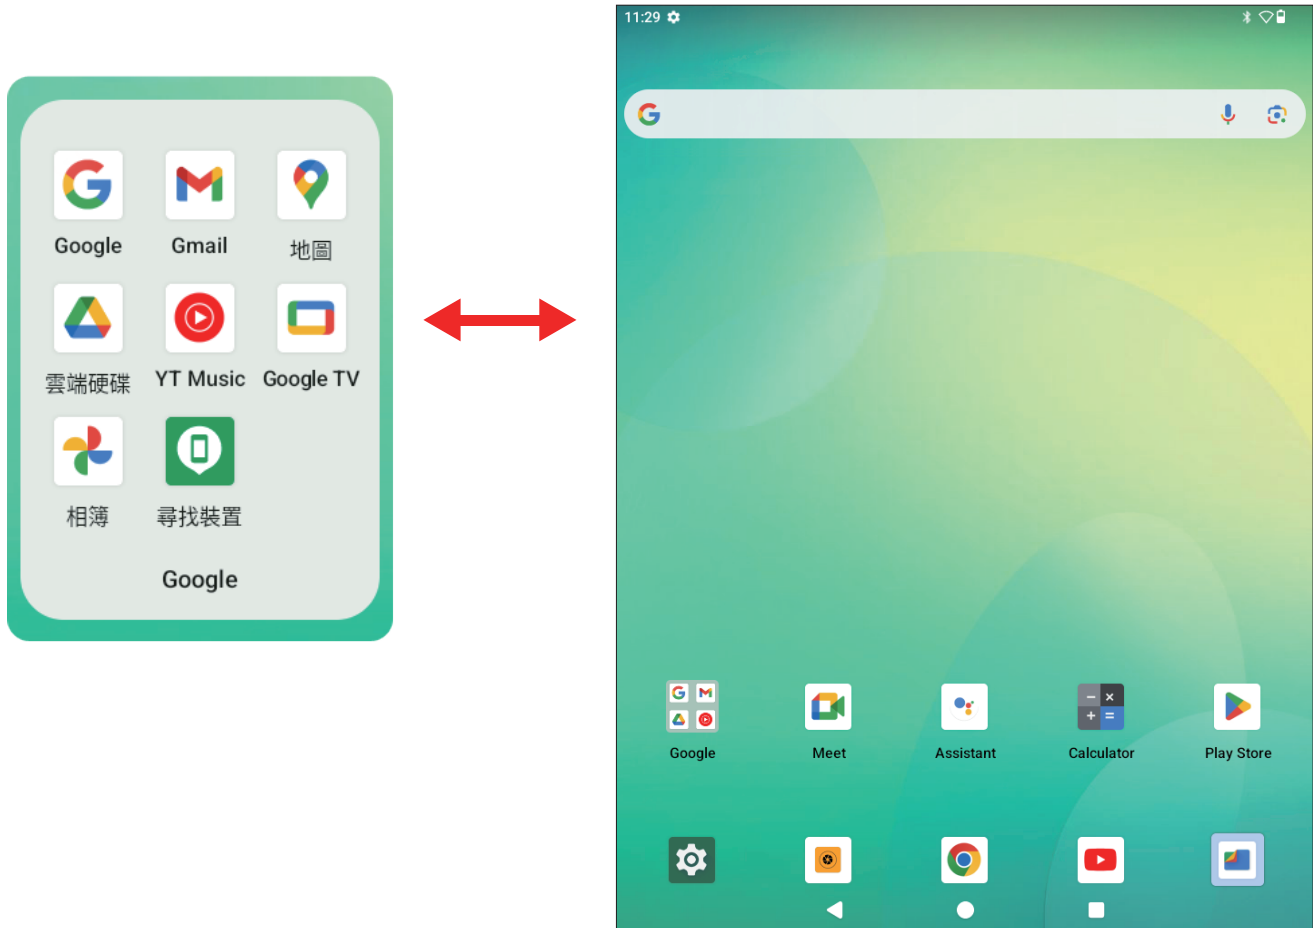 Google Gmail 地圖
雲端硬碟 YT Music Google TV
相簿 尋找裝置
Google
11:29
Google Meet Assistant Calculator Play Store